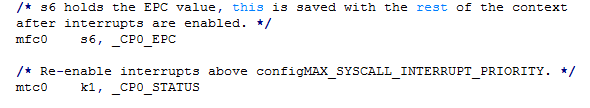 /* s6 holds the EPC value, this is saved with the rest of the context
after interrupts are enabled. */
mfc0    s6, _CP0_EPC
/* Re-enable interrupts above configMAX_SYSCALL_INTERRUPT_PRIORITY. */
mtc0    k1, _CP0_STATUS